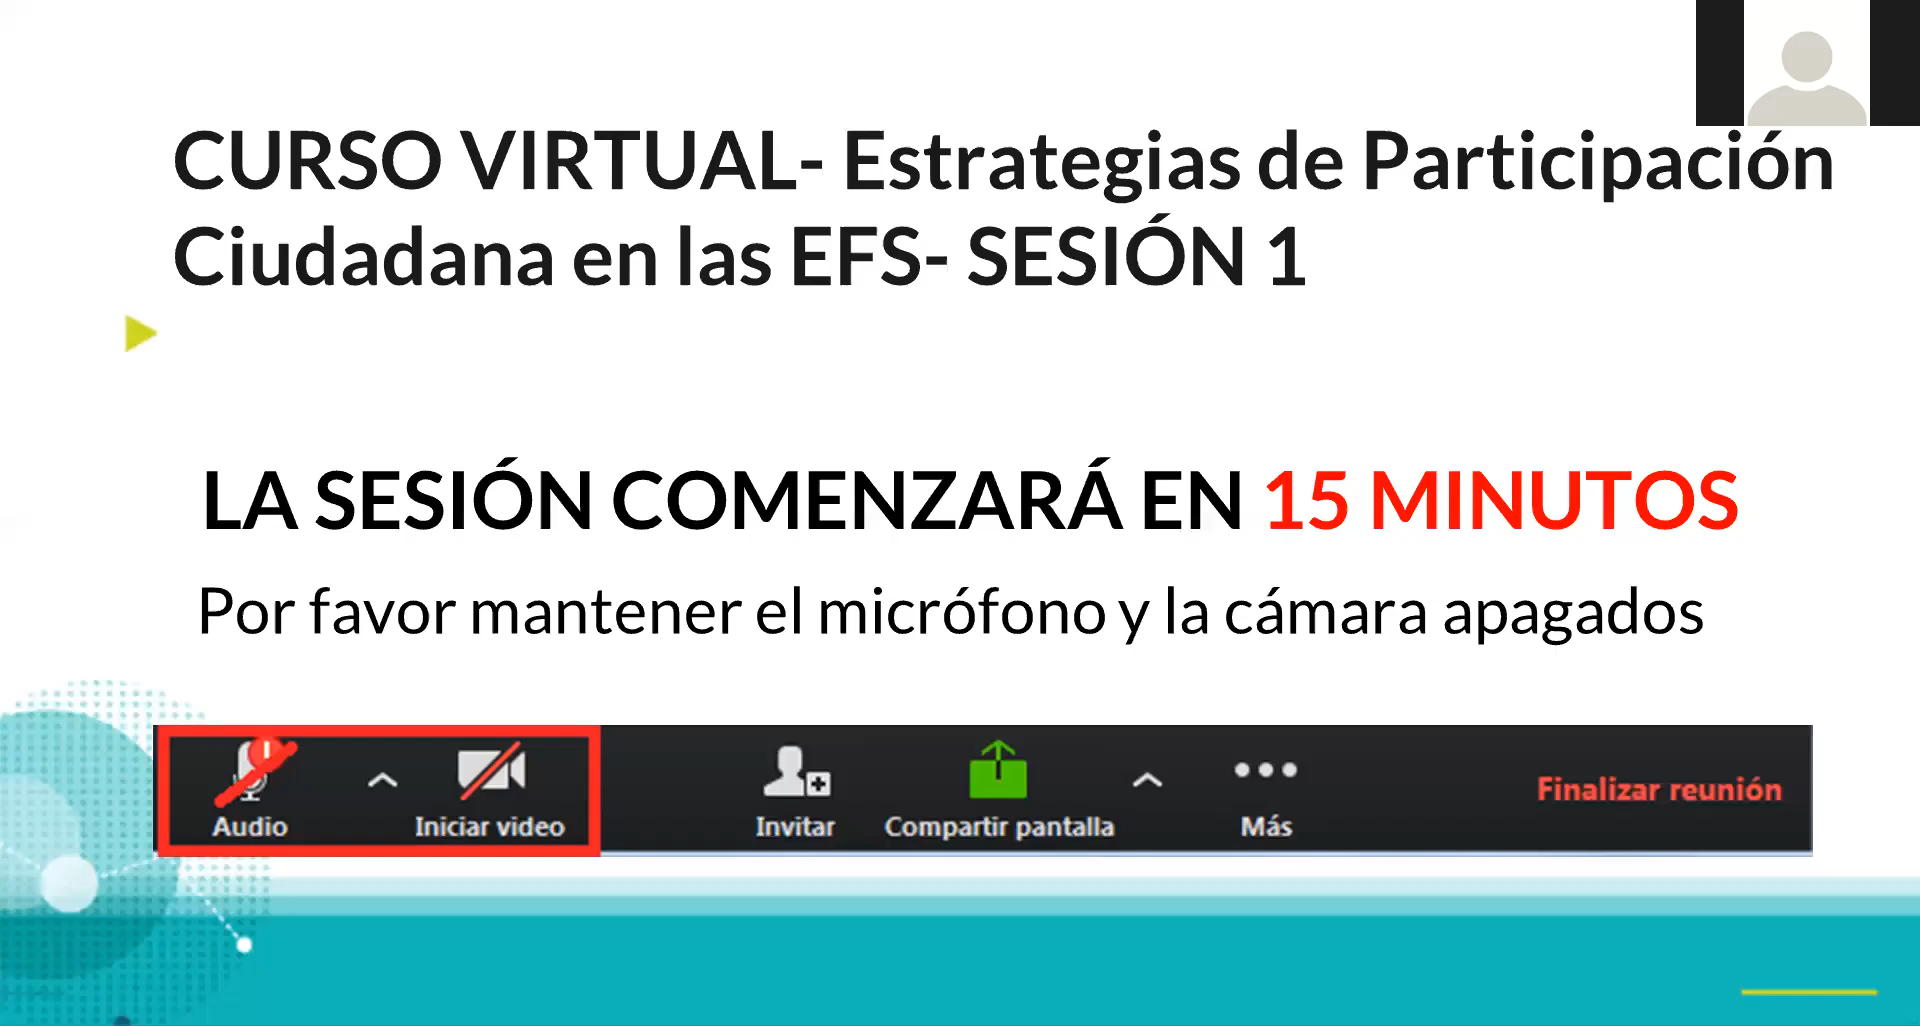 CURSO VIRTUAL- Estrategias de Participación
Ciudadana en las EFS- SESIÓN 1
LA SESIÓN COMENZARÁ EN 15 MINUTOS
Por favor mantener el micrófono y la cámara apagados
Audio Iniciar video Invitar Compartir pantalla Más Finalizar reunión